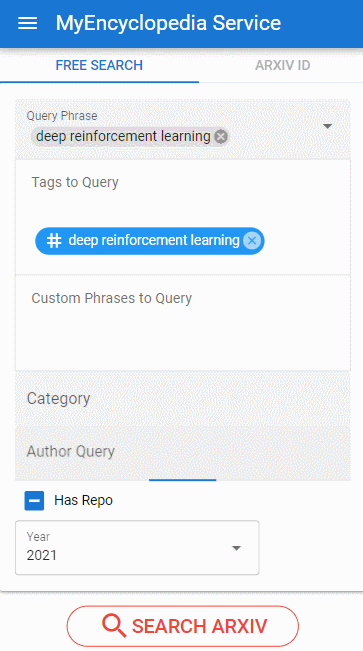 MyEncyclopedia Service
FREE SEARCH
ARXIV ID
Query Phrase
deep reinforcement learning
Tags to Query
# deep reinforcement learning
Custom Phrases to Query
Category
Author Query
Has Repo
Year
2021
SEARCH ARXIV